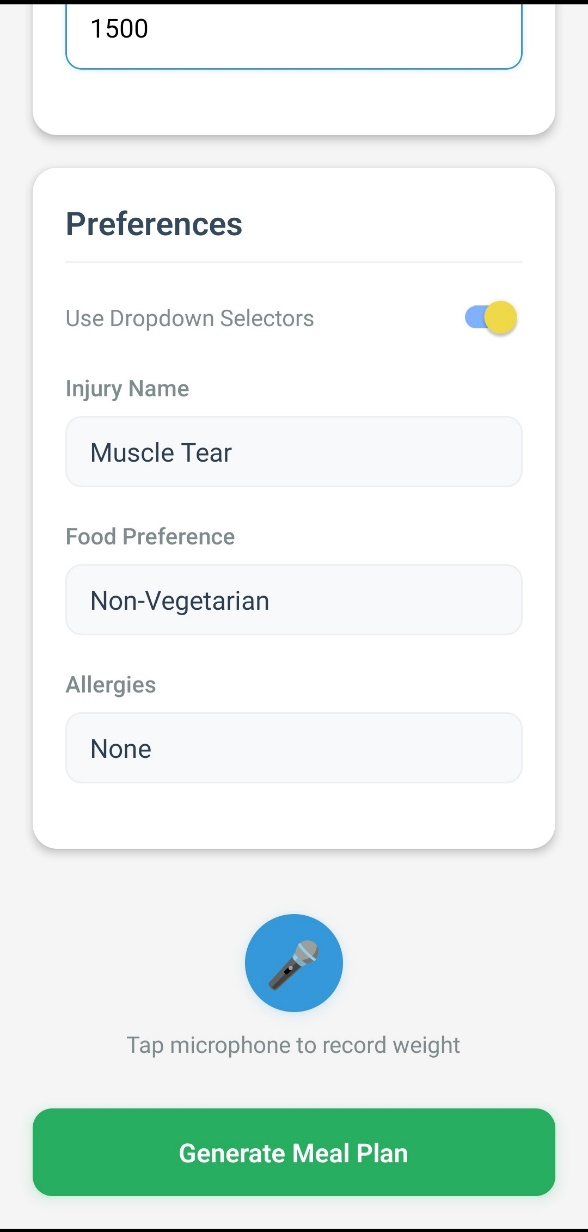 1500
Preferences
Use Dropdown Selectors
Injury Name
Muscle Tear
Food Preference
Non-Vegetarian
Allergies
None
Tap microphone to record weight
Generate Meal Plan